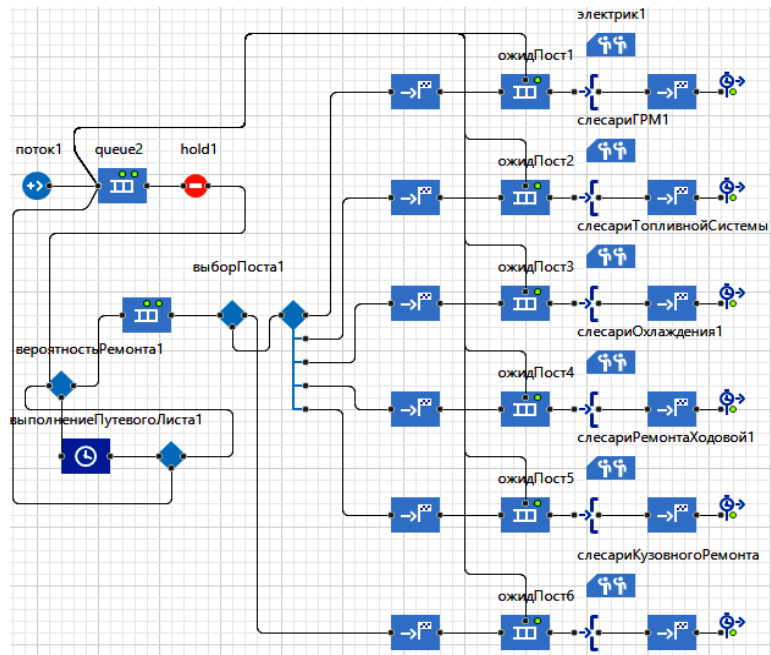 электрик1
ожидПост1
слесариГРМ1
поток1
queue2
hold1
ожидПост2
слесариТопливнойСистемы
выборПоста1
ожидПост3
слесариОхлаждения1
вероятностьРемонта1
ожидПост4
выполнениеПутевогоЛиста1
слесариРемонтаХодовой1
ожидПост5
слесариКузовногоРемонта
ожидПост6